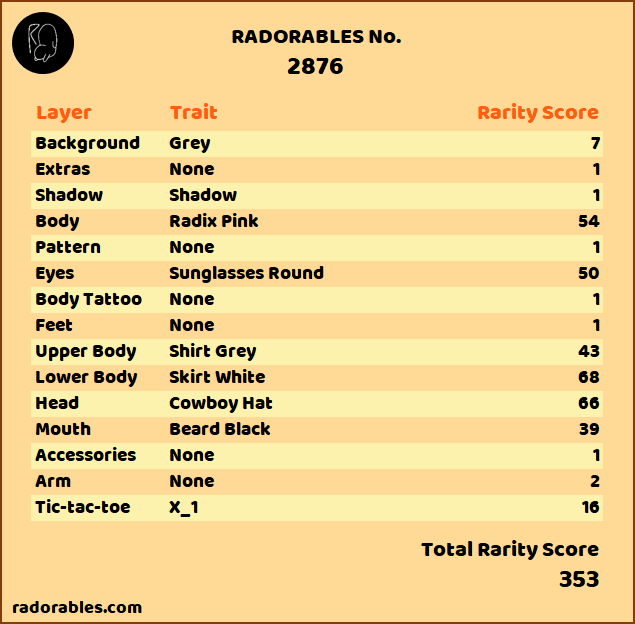 RADORABLES No.
2876
Layer Trait Rarity Score
Background Grey 7
Extras None 1
Shadow Shadow 1
Body Radix Pink 54
Pattern None 1
Eyes Sunglasses Round 50
Body Tattoo None 1
Feet None 1
Upper Body Shirt Grey 43
Lower Body Skirt White 68
Head Cowboy Hat 66
Mouth Beard Black 39
Accessories None 1
Arm None 2
Tic-tac-toe X_1 16
Total Rarity Score
353
radorables.com